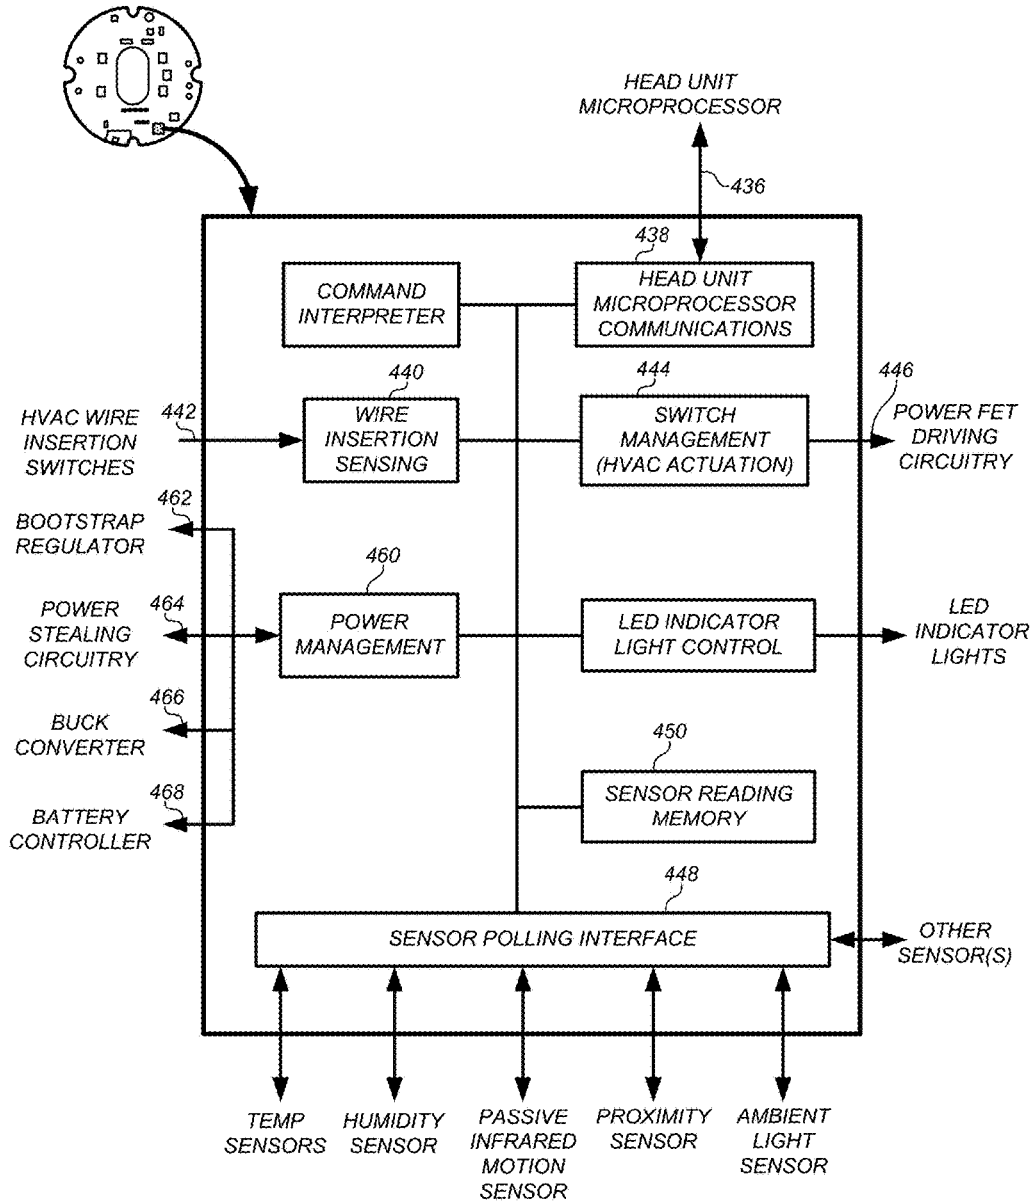 HEAD UNIT
MICROPROCESSOR
436
438
COMMAND
INTERPRETER
HEAD UNIT
MICROPROCESSOR
COMMUNICATIONS
HVAC WIRE
INSERTION
SWITCHES
442
440
WIRE
INSERTION
SENSING
444
SWITCH
MANAGEMENT
(HVAC ACTUATION)
446
POWER FET
DRIVING
CIRCUITRY
462
BOOTSTRAP
REGULATOR
464
POWER
STEALING
CIRCUITRY
460
POWER
MANAGEMENT
LED INDICATOR
LIGHT CONTROL
LED
INDICATOR
LIGHTS
466
BUCK
CONVERTER
468
BATTERY
CONTROLLER
450
SENSOR READING
MEMORY
448
SENSOR POLLING INTERFACE
OTHER
SENSOR(S)
TEMP
SENSORS
HUMIDITY
SENSOR
PASSIVE
INFRARED
MOTION
SENSOR
PROXIMITY
SENSOR
AMBIENT
LIGHT
SENSOR